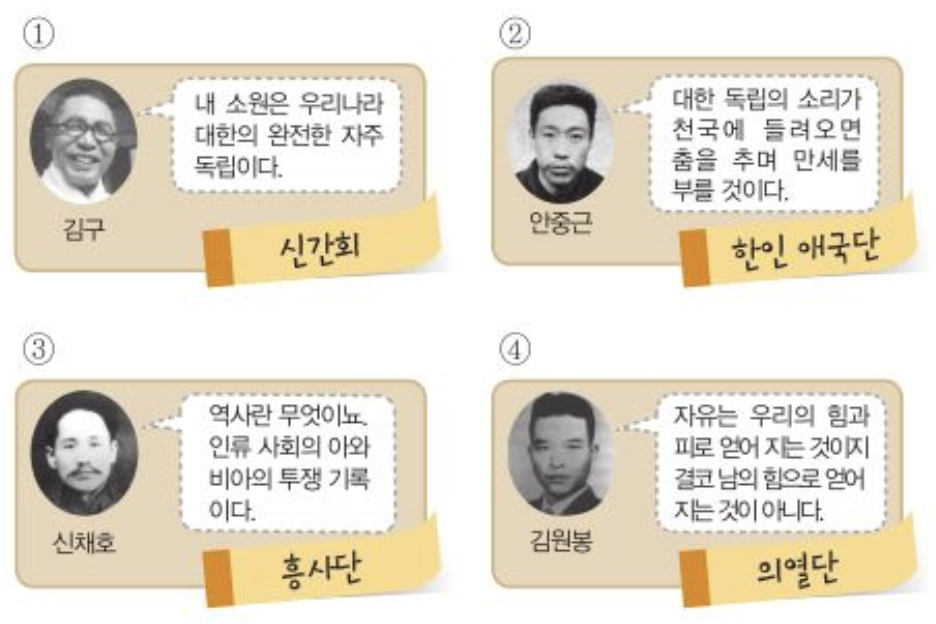 ①
내 소원은 우리나라
대한의 완전한 자주
독립이다.
김구
신간회
②
대한 독립의 소리가
천국에 들려오면
춤을 추며 만세를
부를 것이다.
안중근
한인 애국단
③
역사란 무엇이뇨.
인류 사회의 아와
비아의 투쟁 기록
이다.
신채호
흥사단
④
자유는 우리의 힘과
피로 얻어 지는 것이지
결코 남의 힘으로 얻어
지는 것이 아니다.
김원봉
의열단